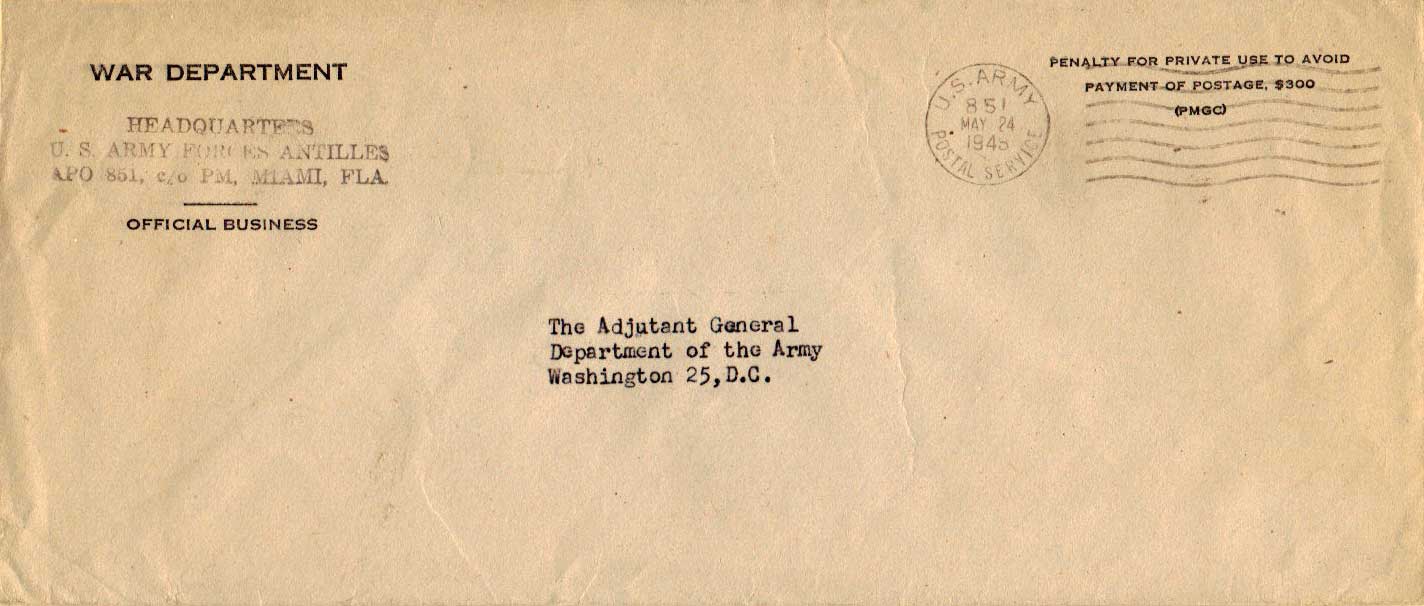 WAR DEPARTMENT
HEADQUARTERS
U. S. ARMY FORCES ANTILLES
APO 851, c/o PM, MIAMI, FLA.
OFFICIAL BUSINESS
U.S. ARMY
851
MAY 24
POSTAL SERVICE
PENALTY FOR PRIVATE USE TO AVOID
PAYMENT OF POSTAGE, $300
(PMGC)
The Adjutant General
Department of the Army
Washington 25,D.C.